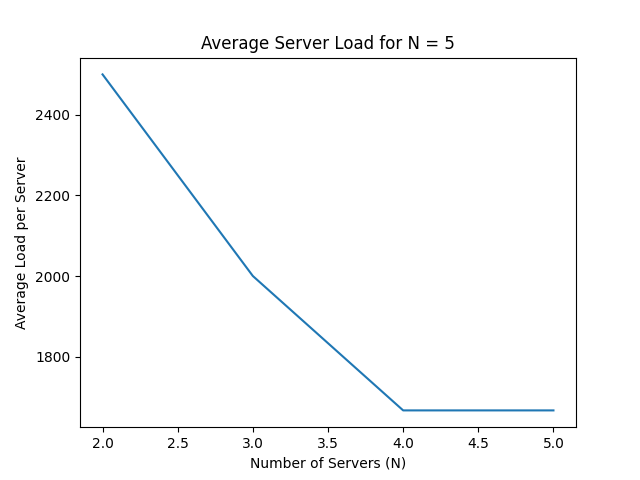 Average Server Load for N = 5
Average Load per Server
2400
2200
2000
1800
2.0 2.5 3.0 3.5 4.0 4.5 5.0
Number of Servers (N)